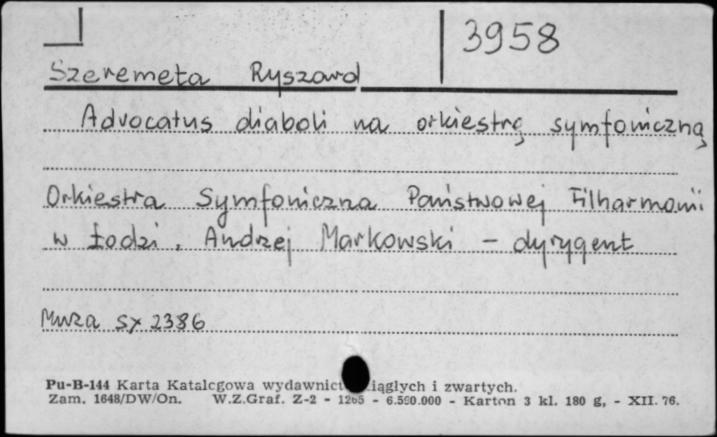 3958
Szeremeta Ryszard
Advocatus diaboli na orkiestrę symfoniczną
Orkiestra Symfoniczna Państwowej Filharmonii
w Łodzi, Andrzej Markowski - dyrygent
Muza SX 2386
Pu-B-144 Karta Katalogowa wydawnict ciągłych i zwartych.
Zam. 1648/DW/On. W.Z.Graf. Z-2 - 1265 - 6.500.000 - Karton 3 kl. 180 g, - XII. 76.